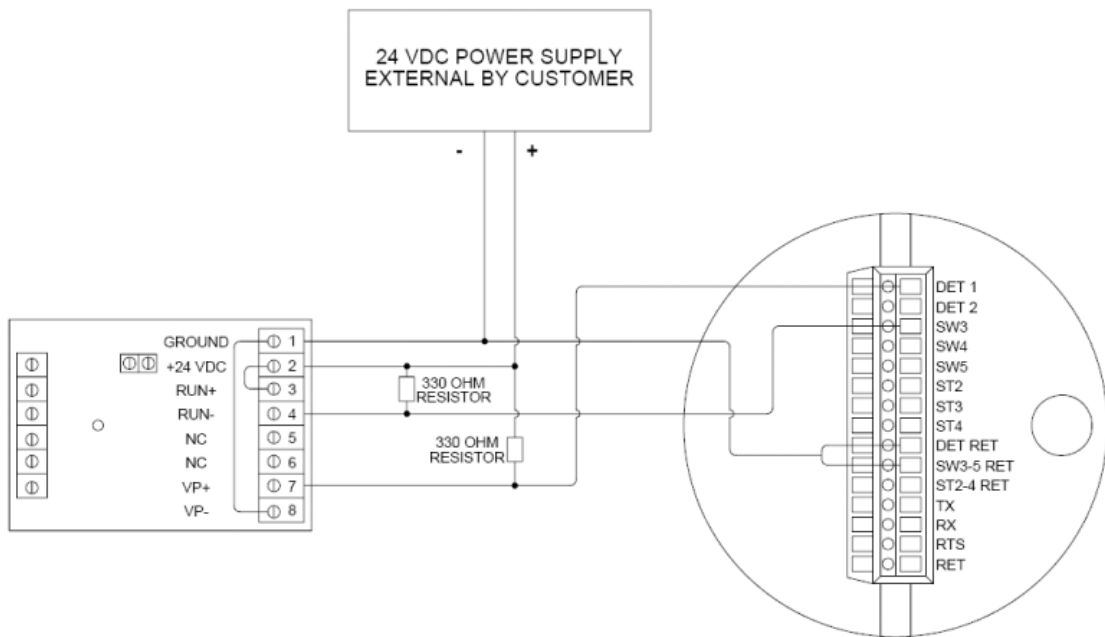 24 VDC POWER SUPPLY
EXTERNAL BY CUSTOMER
- +
GROUND 1
+24 VDC 2
RUN+ 3
RUN- 4
NC 5
NC 6
VP+ 7
VP- 8
330 OHM
RESISTOR
330 OHM
RESISTOR
DET 1
DET 2
SW3
SW4
SW5
ST2
ST3
ST4
DET RET
SW3-5 RET
ST2-4 RET
TX
RX
RTS
RET